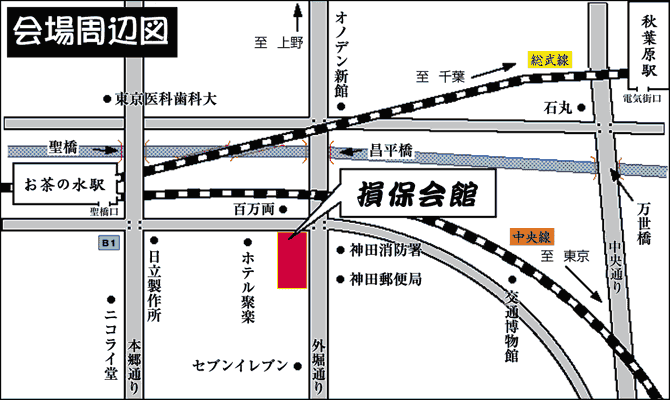 会場周辺図
至 上野
オノデン新館
至 千葉
総武線
秋葉原駅
電気街口
東京医科歯科大
石丸
聖橋
昌平橋
お茶の水駅
聖橋口
百万両
損保会館
万世橋
B1
日立製作所
ホテル聚楽
神田消防署
神田郵便局
中央線
至 東京
中央通り
交通博物館
ニコライ堂
本郷通り
セブンイレブン
外堀通り